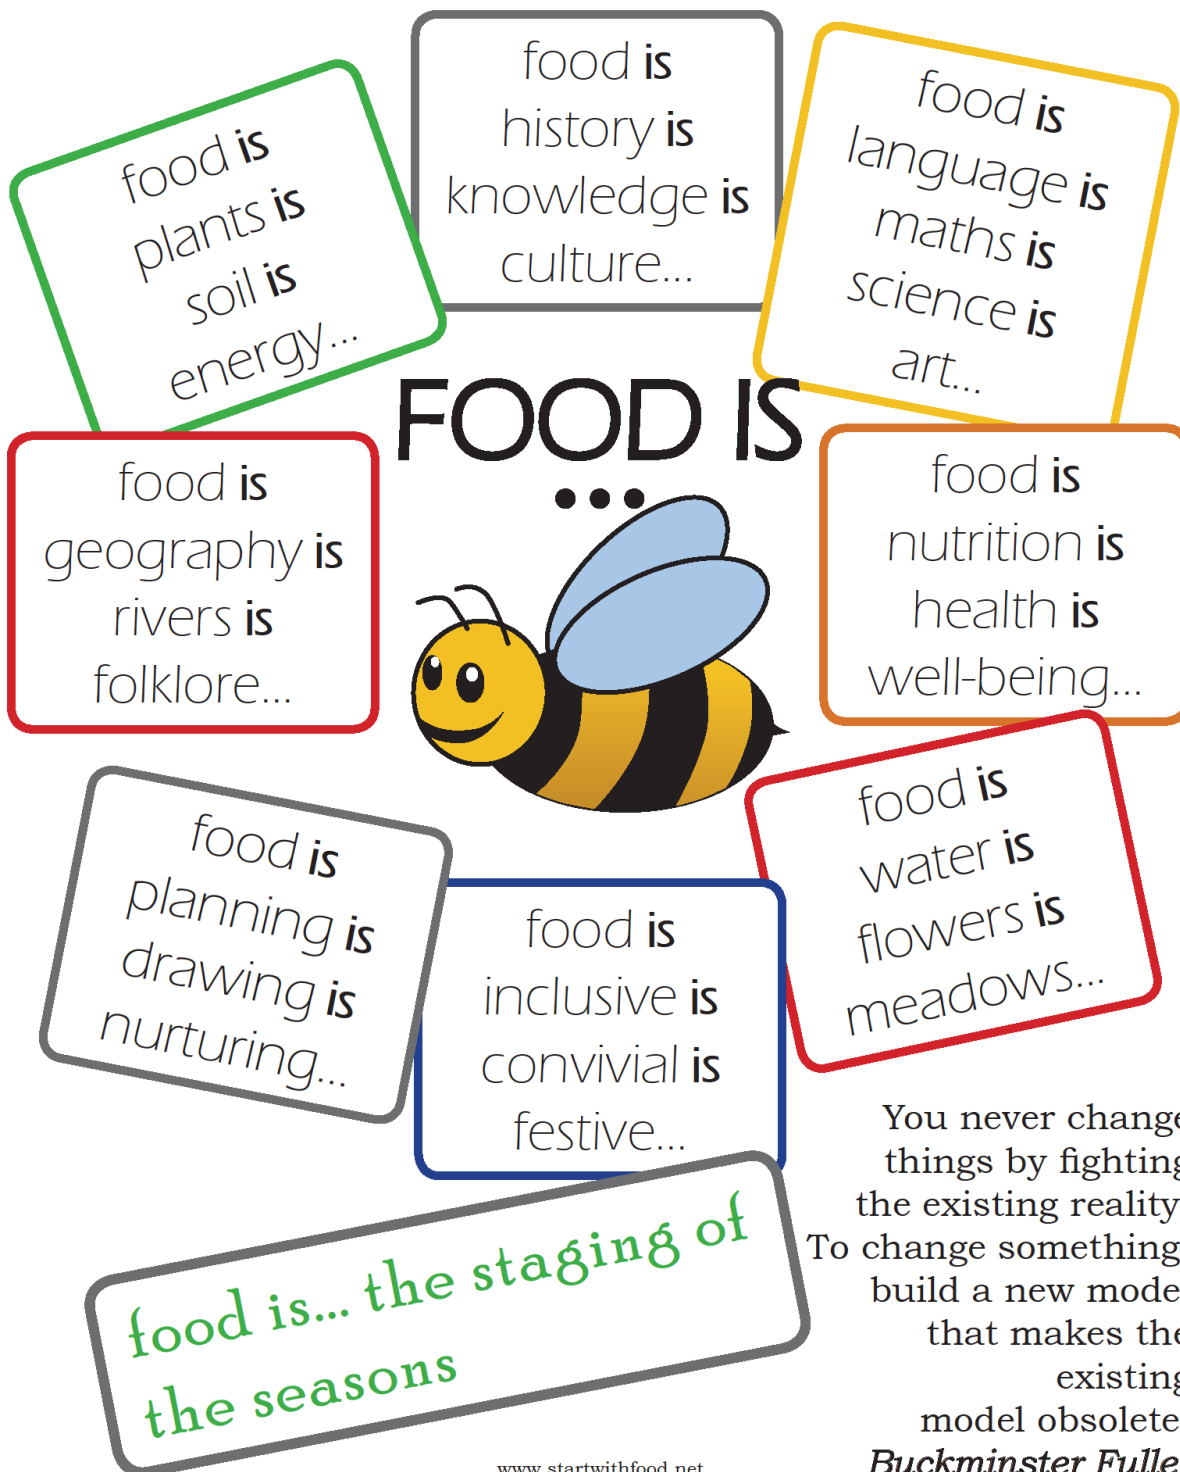 food is
plants is
soil is
energy...
food is
history is
knowledge is
culture...
food is
language is
maths is
science is
art...
FOOD IS
...
food is
geography is
rivers is
folklore...
food is
nutrition is
health is
well-being...
food is
planning is
drawing is
nurturing...
food is
inclusive is
convivial is
festive...
food is
water is
flowers is
meadows...
food is... the staging of
the seasons
You never change
things by fighting
the existing reality
To change something
build a new mode
that makes the
existing
model obsolete
Buckminster Fulle
www.startwithfood.net